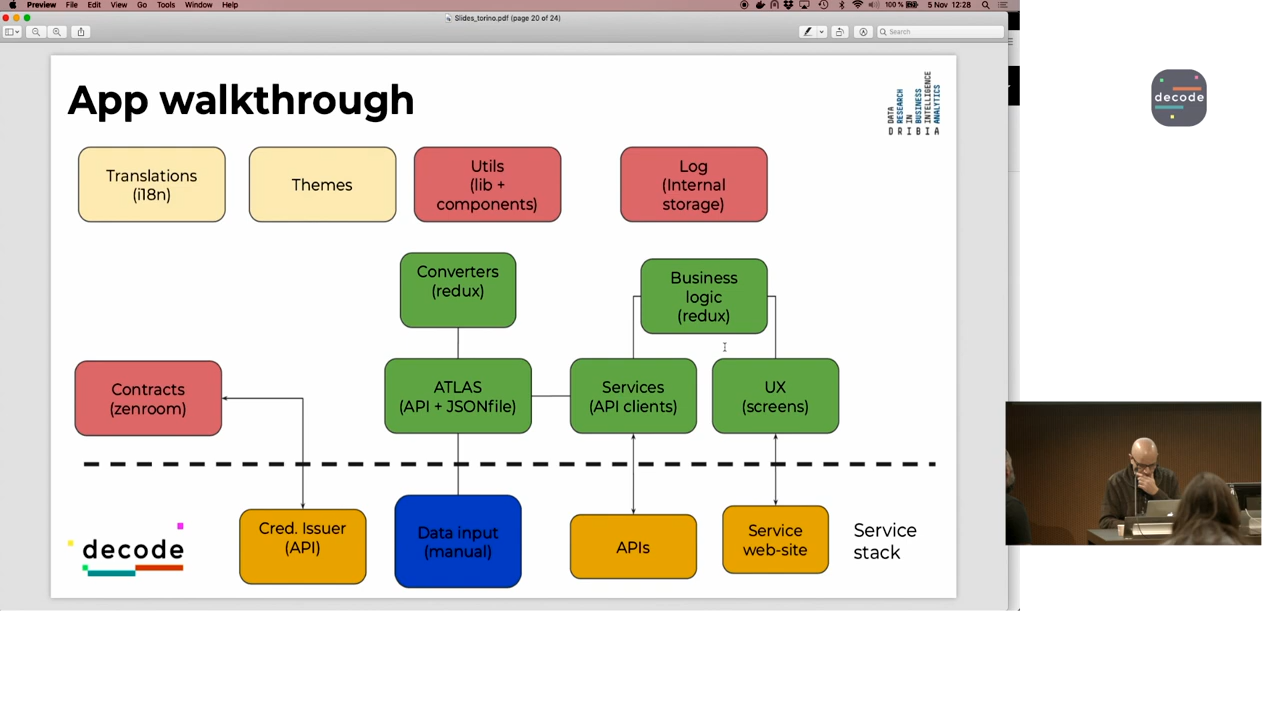 Preview File Edit View Go Tools Window Help 100 % 5 Nov 12:28
Slides_torino.pdf (page 20 of 24)
Search
App walkthrough
DATA
RESEARCH
IN
BUSINESS
INTELLIGENCE
ANALYTICS
D R I B I A
decode
Translations
(i18n)
Themes
Utils
(lib +
components)
Log
(Internal
storage)
Converters
(redux)
Business
logic
(redux)
Contracts
(zenroom)
ATLAS
(API + JSONfile)
Services
(API clients)
UX
(screens)
decode
Cred. Issuer
(API)
Data input
(manual)
APIs
Service
web-site
Service
stack